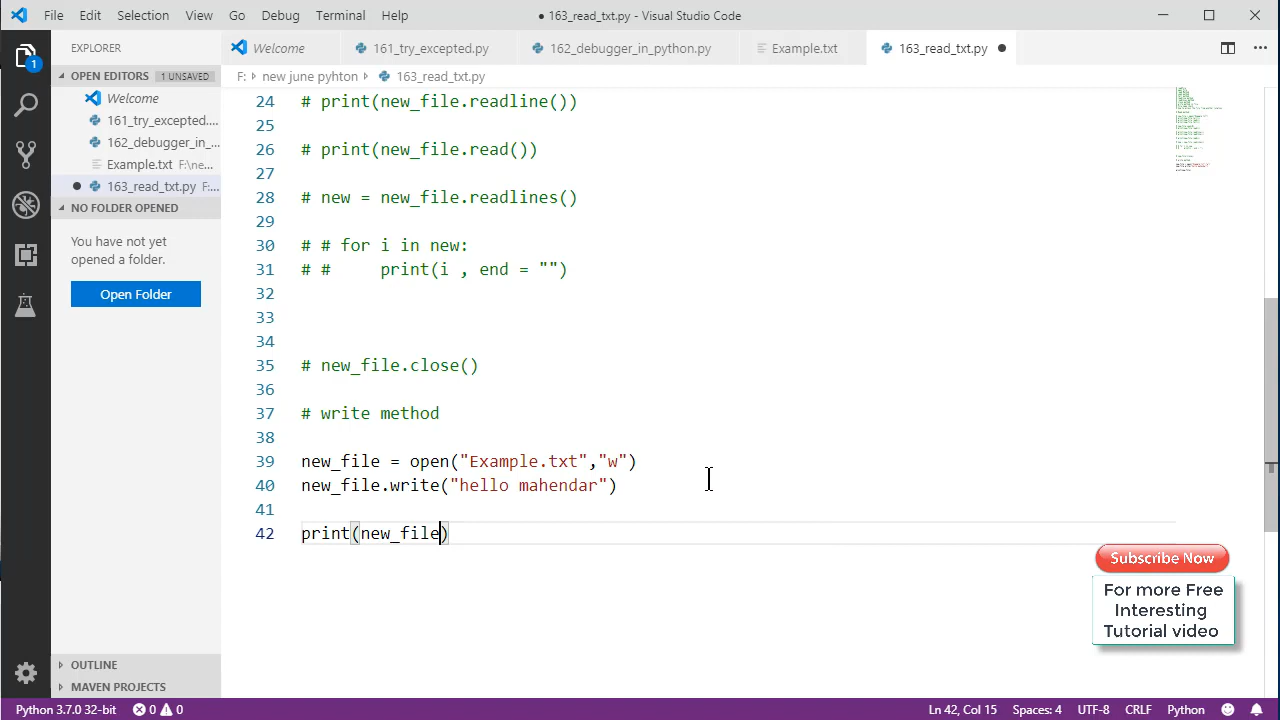 File Edit Selection View Go Debug Terminal Help
● 163_read_txt.py - Visual Studio Code
EXPLORER
OPEN EDITORS 1 UNSAVED
Welcome
161_try_excepted....
162_debugger_in_...
Example.txt F:\ne...
163_read_txt.py F:...
NO FOLDER OPENED
You have not yet
opened a folder.
Open Folder
OUTLINE
MAVEN PROJECTS
1
Welcome 161_try_excepted.py 162_debugger_in_python.py Example.txt 163_read_txt.py ●
F: > new june pyhton > 163_read_txt.py
24 # print(new_file.readline())
25
26 # print(new_file.read())
27
28 # new = new_file.readlines()
29
30 # # for i in new:
31 # #     print(i , end = "")
32
33
34
35 # new_file.close()
36
37 # write method
38
39 new_file = open("Example.txt","w")
40 new_file.write("hello mahendar")
41
42 print(new_file)
Subscribe Now
For more Free
Interesting
Tutorial video
Python 3.7.0 32-bit 0 0 Ln 42, Col 15 Spaces: 4 UTF-8 CRLF Python